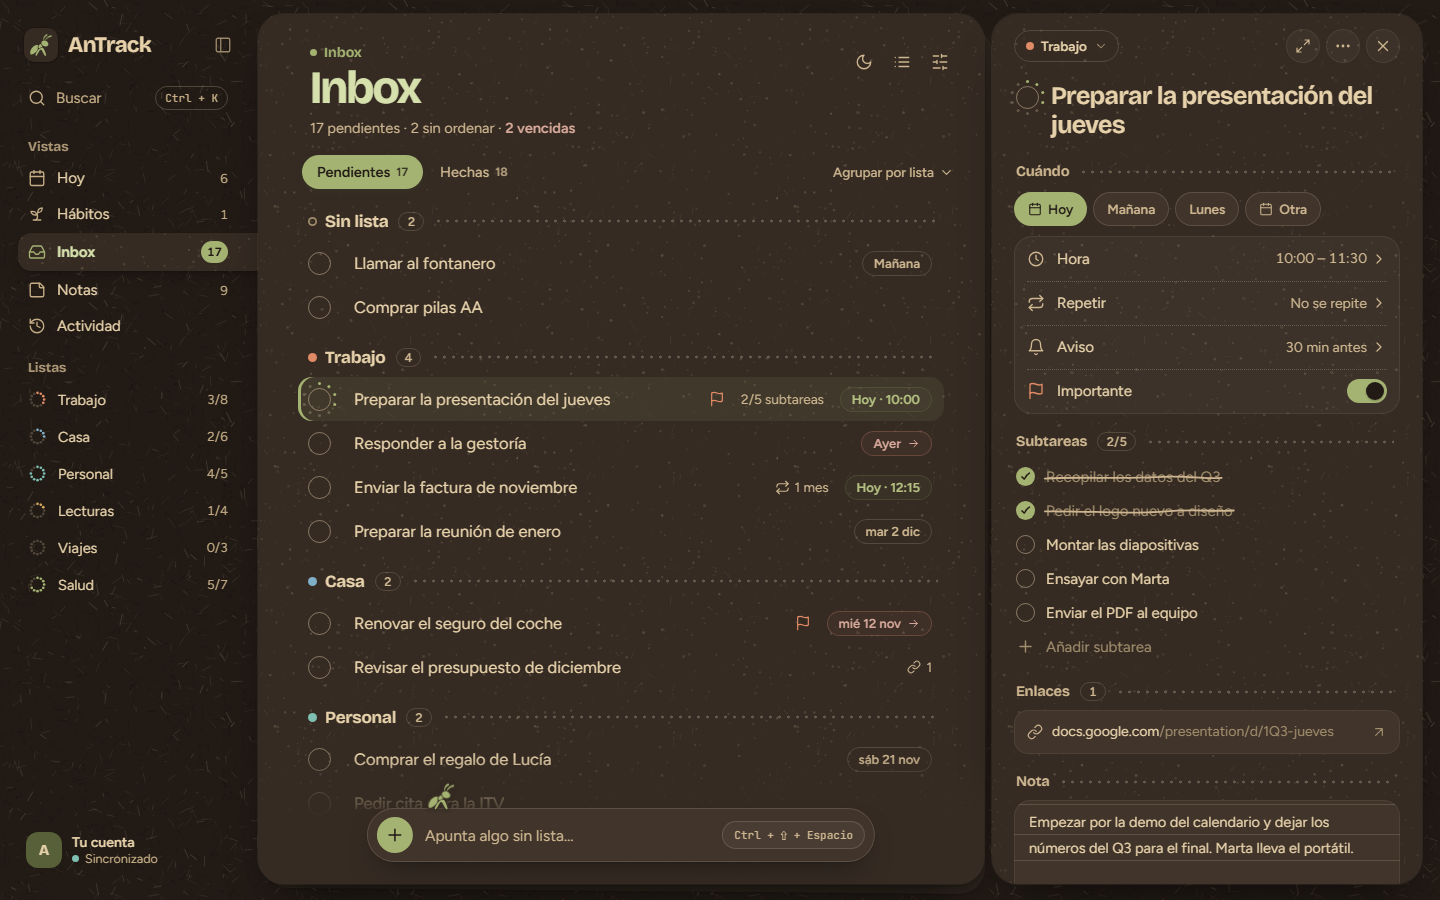 AnTrack
Buscar
Ctrl + K
Vistas
Hoy 6
Hábitos 1
Inbox 17
Notas 9
Actividad
Listas
Trabajo 3/8
Casa 2/6
Personal 4/5
Lecturas 1/4
Viajes 0/3
Salud 5/7
A
Tu cuenta
Sincronizado
Inbox
Inbox
17 pendientes · 2 sin ordenar · 2 vencidas
Pendientes 17
Hechas 18
Agrupar por lista
Sin lista 2
Llamar al fontanero Mañana
Comprar pilas AA
Trabajo 4
Preparar la presentación del jueves 2/5 subtareas Hoy · 10:00
Responder a la gestoría Ayer →
Enviar la factura de noviembre 1 mes Hoy · 12:15
Preparar la reunión de enero mar 2 dic
Casa 2
Renovar el seguro del coche mié 12 nov →
Revisar el presupuesto de diciembre 1
Personal 2
Comprar el regalo de Lucía sáb 21 nov
Pedir cita la ITV
Apunta algo sin lista... Ctrl + ⇧ + Espacio
Trabajo
Preparar la presentación del
jueves
Cuándo
Hoy Mañana Lunes Otra
Hora 10:00 – 11:30
Repetir No se repite
Aviso 30 min antes
Importante
Subtareas 2/5
Recopilar los datos del Q3
Pedir el logo nuevo a diseño
Montar las diapositivas
Ensayar con Marta
Enviar el PDF al equipo
Añadir subtarea
Enlaces 1
docs.google.com/presentation/d/1Q3-jueves
Nota
Empezar por la demo del calendario y dejar los
números del Q3 para el final. Marta lleva el portátil.